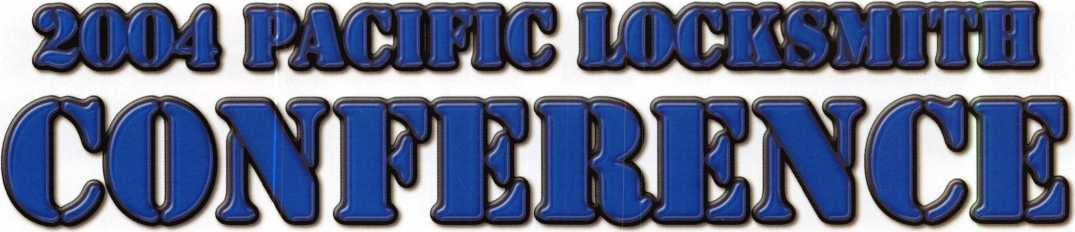 2004 PACIFIC LOCKSMITH
CONFERENCE